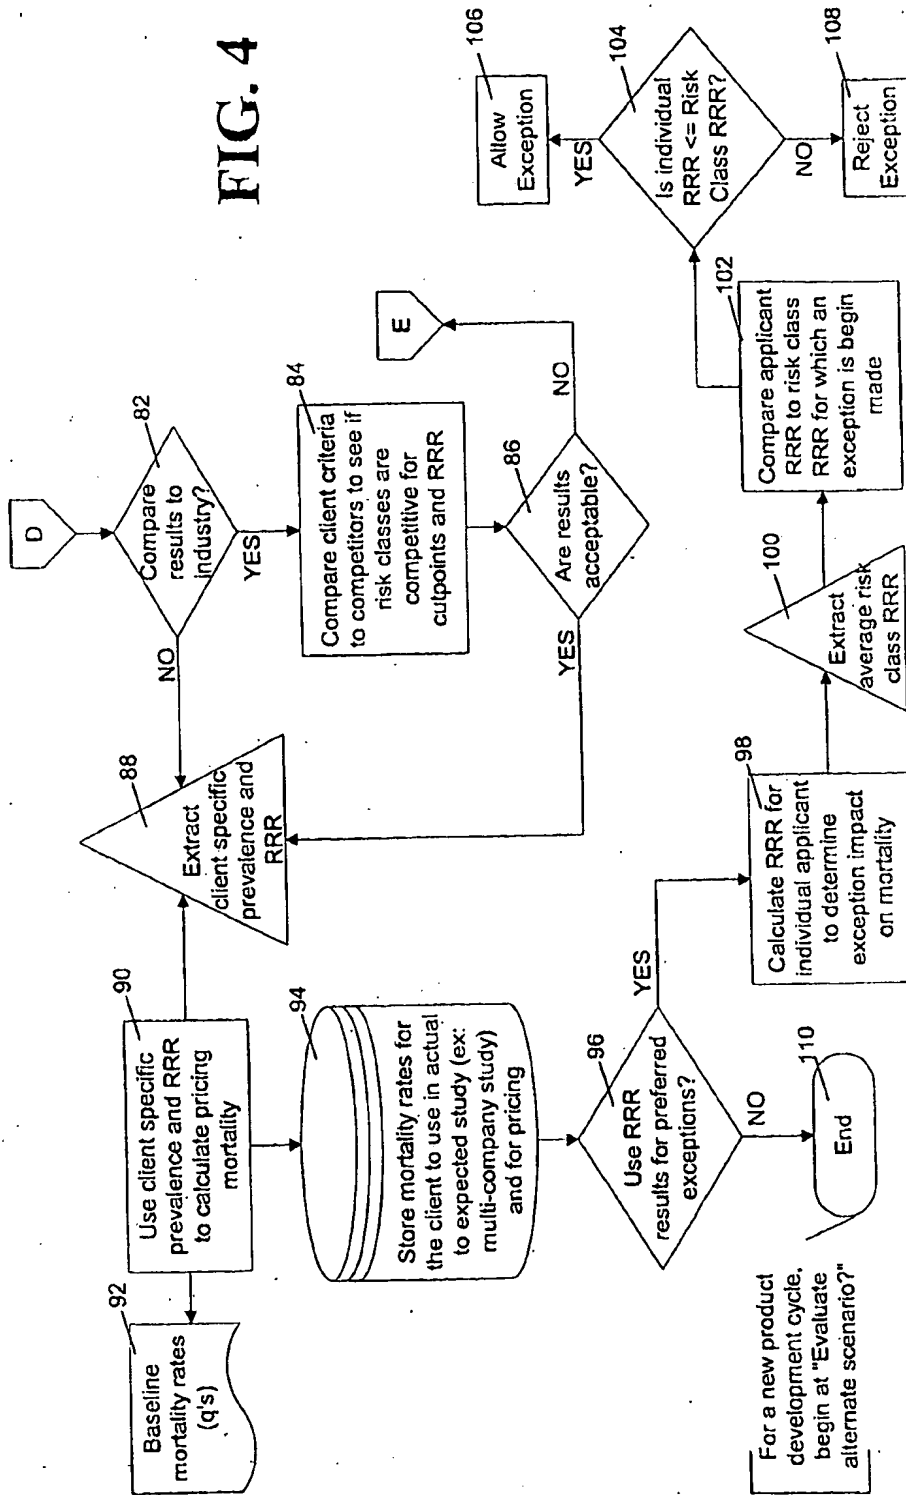 FIG. 4
D
82
Compare
results to
industry?
NO
YES
84
Compare client criteria
to competitors to see if
risk classes are
competitive for
cutpoints and RRR
86
Are results
acceptable?
NO
YES
E
88
Extract
client specific
prevalence and
RRR
90
Use client specific
prevalence and RRR
to calculate pricing
mortality
92
Baseline
mortality rates
(q's)
94
Store mortality rates for
the client to use in actual
to expected study (ex:
multi-company study)
and for pricing
96
Use RRR
results for preferred
exceptions?
YES
NO
98
Calculate RRR for
individual applicant
to determine
exception impact
on mortality
100
Extract
average risk
class RRR
102
Compare applicant
RRR to risk class
RRR for which an
exception is begin
made
104
Is individual
RRR <= Risk
Class RRR?
YES
NO
106
Allow
Exception
108
Reject
Exception
110
End
For a new product
development cycle,
begin at "Evaluate
alternate scenario?"